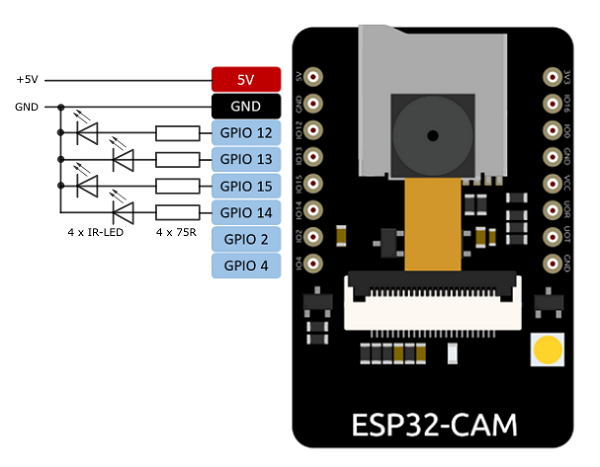 +5V
5V
GND
GND
GPIO 12
GPIO 13
GPIO 15
GPIO 14
GPIO 2
GPIO 4
4 x IR-LED
4 x 75R
5V
GND
IO12
IO13
IO15
IO14
IO2
IO4
3V3
IO16
IO0
GND
VCC
UOR
UOT
GND
ESP32-CAM